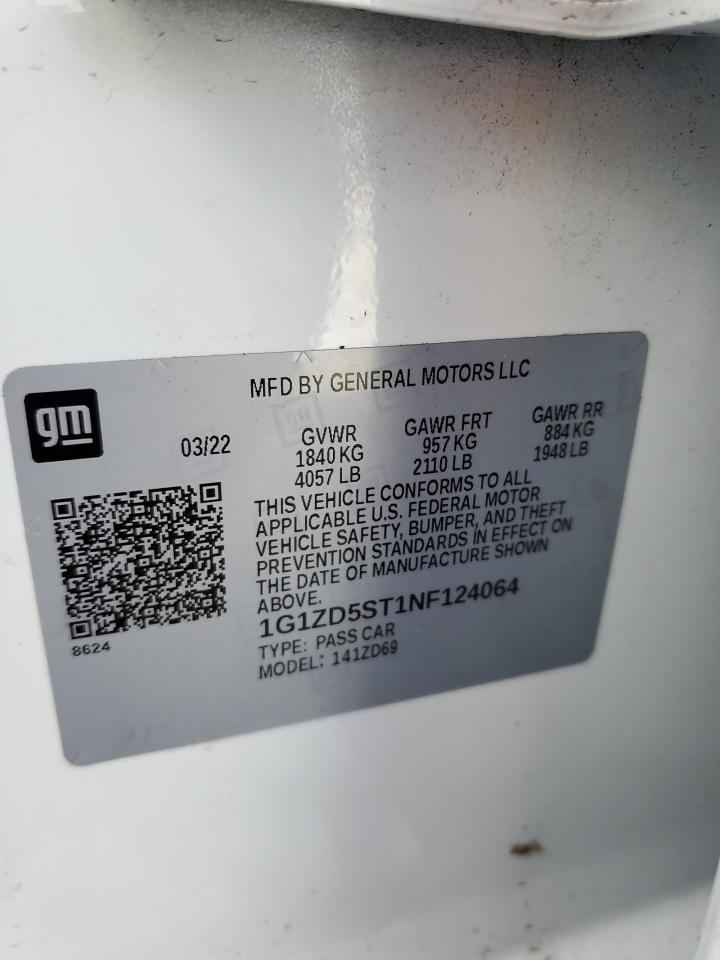 MFD BY GENERAL MOTORS LLC
gm
03/22
GVWR
1840 KG
4057 LB
GAWR FRT
957 KG
2110 LB
GAWR RR
884 KG
1948 LB
THIS VEHICLE CONFORMS TO ALL
APPLICABLE U.S. FEDERAL MOTOR
VEHICLE SAFETY, BUMPER, AND THEFT
PREVENTION STANDARDS IN EFFECT ON
THE DATE OF MANUFACTURE SHOWN
ABOVE.
1G1ZD5ST1NF124064
TYPE: PASS CAR
MODEL: 141ZD69
8624